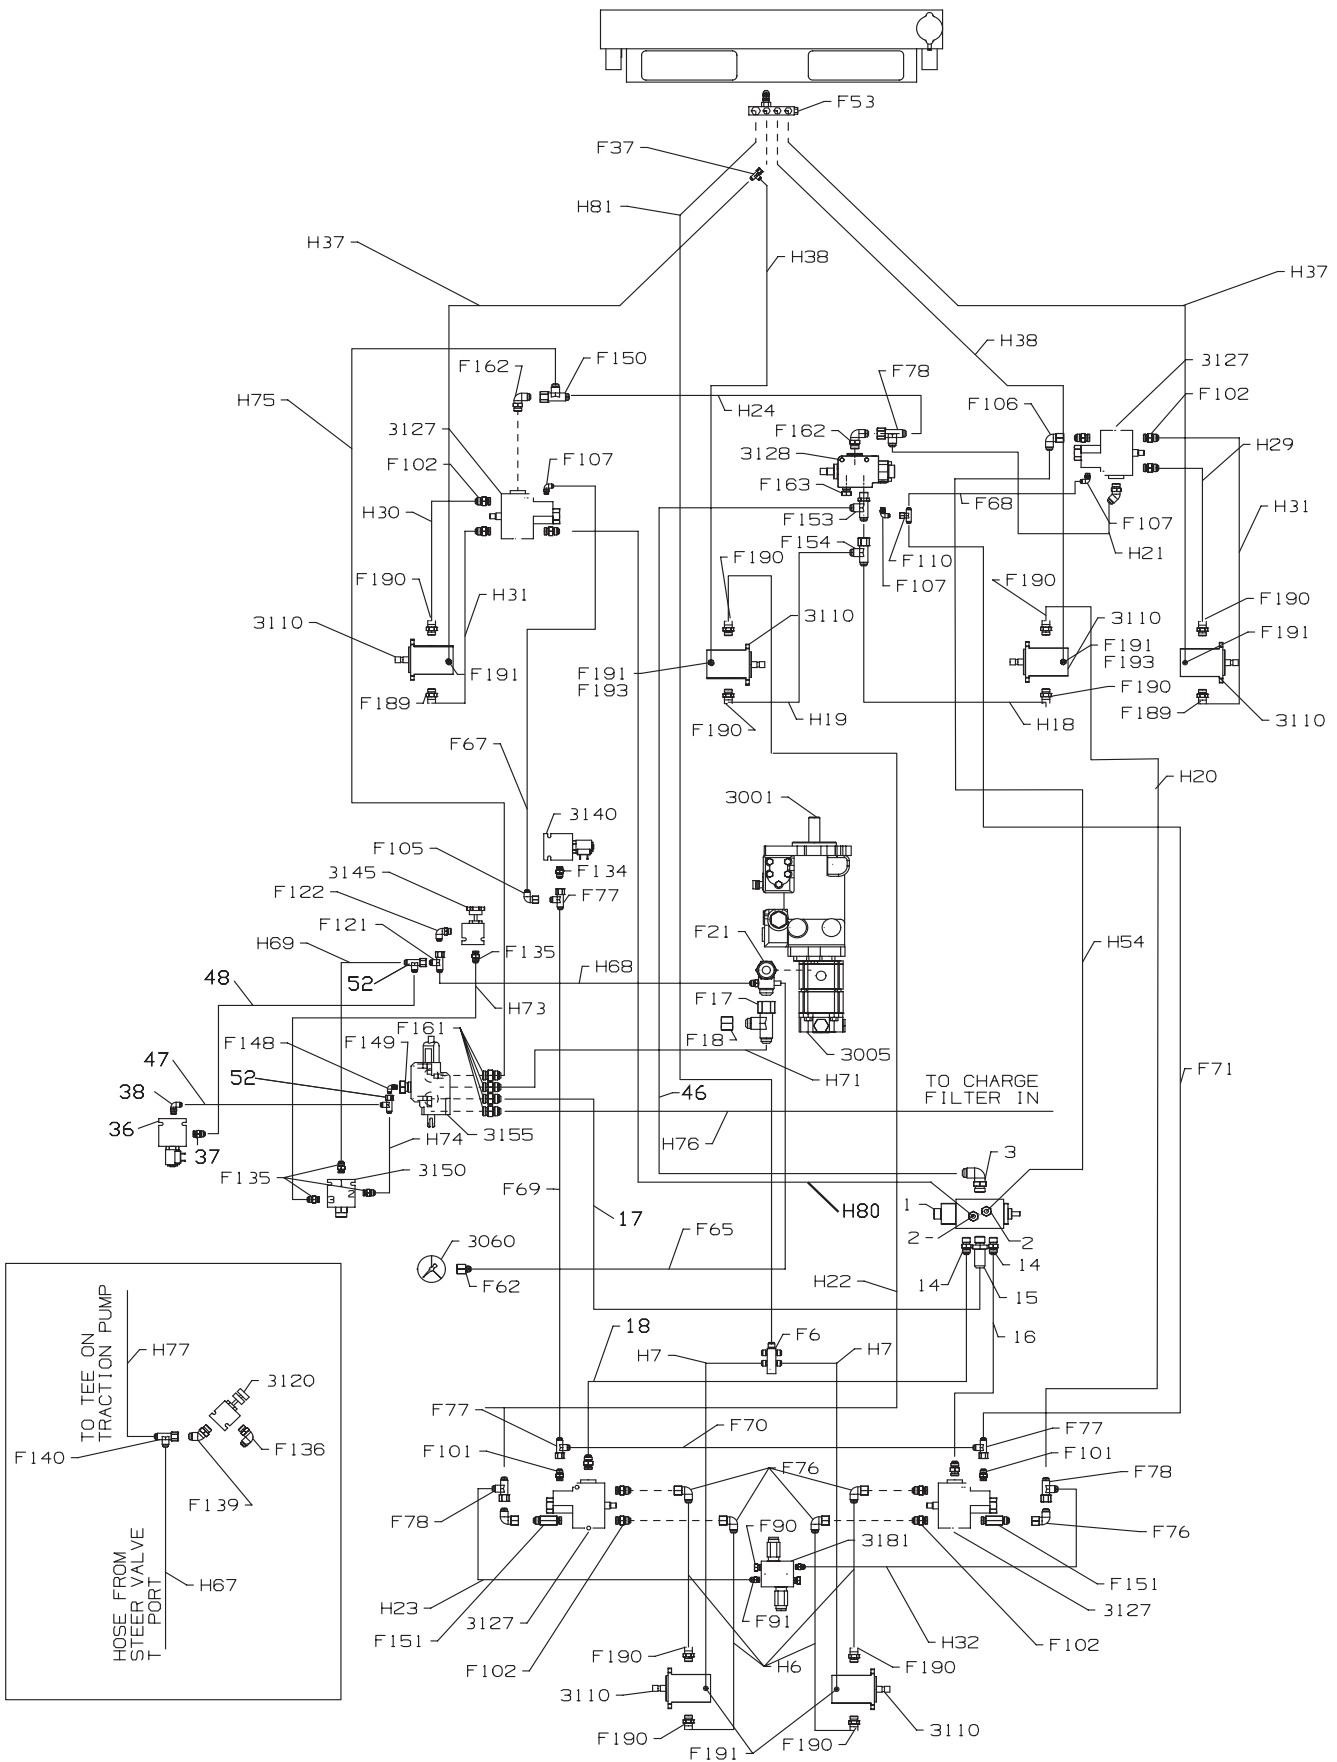 F53
F37
H81
H37
H38
H37
H38
3127
F162
F150
F78
F102
H75
H24
F106
3127
F162
H29
F102
F107
3128
F163
F68
H30
F153
F107
H31
F154
F110
H21
F190
F190
H31
F107
F190
F190
3110
3110
3110
F191
F191
F191
F193
F191
F193
F190
F189
H19
F190
H18
F189
3110
F67
H20
3001
3140
F105
F134
3145
F77
F122
F121
F21
H54
H69
F135
H68
48
52
F17
H73
F161
F18
F148
F149
3005
47
H71
F71
52
TO CHARGE
FILTER IN
38
46
36
H74
3155
H76
37
3
F135
3150
2
3
F69
1
17
H80
2
2
F65
3060
14
H22
F62
14
15
18
F6
16
H7
H7
TO TEE ON
TRACTION PUMP
H77
3120
F77
F70
F77
F140
F136
F101
F76
F101
F78
F139
F78
F90
3181
F76
HOSE FROM
STEER VALVE
T PORT
H67
H23
3127
F91
F151
3127
F151
H32
F102
F102
F190
H6
F190
3110
F190
F191
F190
3110